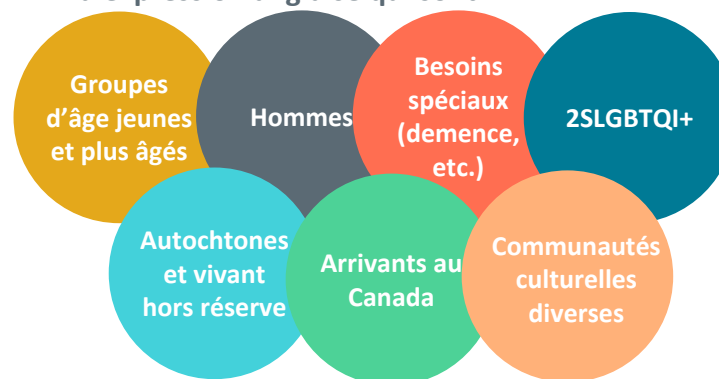 Groupes
d'âge jeunes
et plus âgés
Hommes
Besoins
spéciaux
(demence,
etc.)
2SLGBTQI+
Autochtones
et vivant
hors réserve
Arrivants au
Canada
Communautés
culturelles
diverses